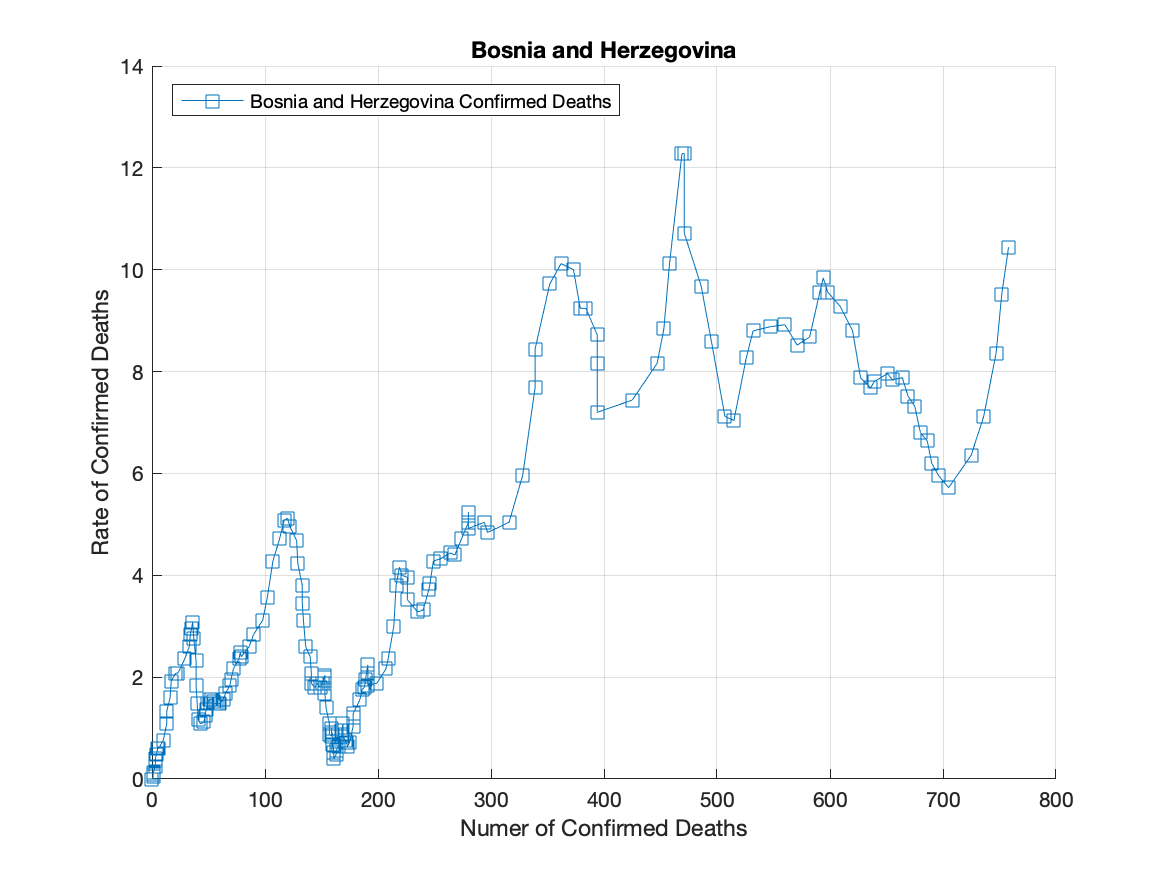 Bosnia and Herzegovina
14
Bosnia and Herzegovina Confirmed Deaths
12
10
8
6
4
2
0
Rate of Confirmed Deaths
0 100 200 300 400 500 600 700 800
Numer of Confirmed Deaths